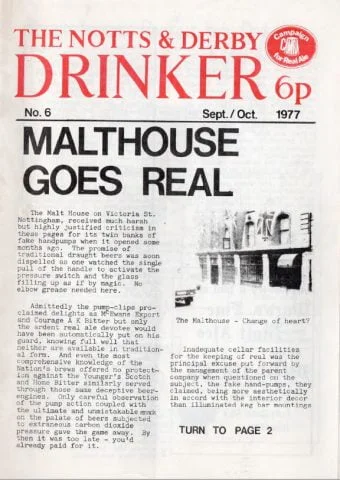 THE NOTTS & DERBY
DRINKER 6p
Campaign
CAMRA
for Real Ale
No. 6 Sept./Oct. 1977
MALTHOUSE
GOES REAL
The Malt House on Victoria St.
Nottingham, received much harsh
but highly justified criticism in
these pages for its twin banks of
fake handpumps when it opened some
months ago. The promise of
traditional draught beers was soon
dispelled as one watched the single
pull of the handle to activate the
pressure switch and the glass
filling up as if by magic. No
elbow grease needed here.
Admittedly the pump-clips pro-
claimed delights as McEwans Export
and Courage A K Bitter but only
the ardent real ale devotee would
have been automatically put on his
guard, knowing full well that
neither are available in tradition-
al form. And even the most
comprehensive knowledge of the
Nation's brews offered no protect-
ion against the Younger's Scotch
and Home Bitter similarly served
through those same deceptive beer-
engines. Only careful observation
of the pump action coupled with
the ultimate and unmistakable mark
on the palate of beers subjected
to extraneous carbon dioxide
pressure gave the game away. By
then it was too late - you'd
already paid for it.
The Malthouse - Change of heart?
Inadequate cellar facilities
for the keeping of real was the
principal excuse put forward by
the management of the parent
company when questioned on the
subject, the fake hand-pumps, they
claimed, being more aesthetically
in accord with the interior decor
than illuminated keg bar mountings
TURN TO PAGE 2